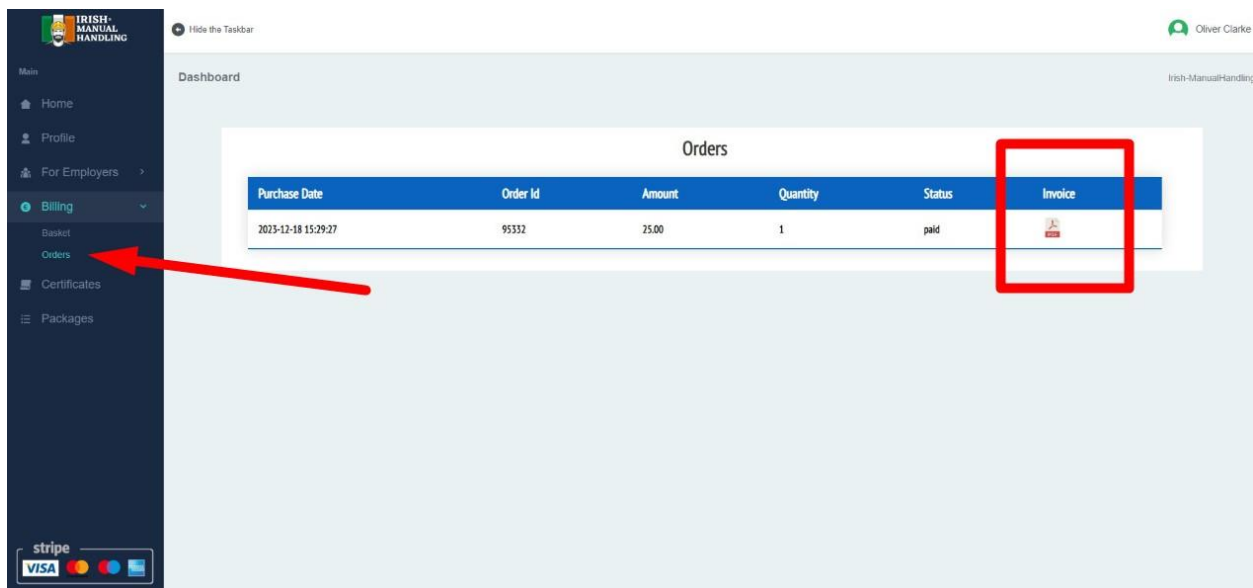 IRISH-
MANUAL
HANDLING
Hide the Taskbar
Oliver Clarke
Main
Dashboard
Irish-ManualHandling
Home
Profile
For Employers
Billing
Basket
Orders
Certificates
Packages
Orders
Purchase Date Order Id Amount Quantity Status Invoice
2023-12-18 15:29:27 95332 25.00 1 paid
stripe
VISA